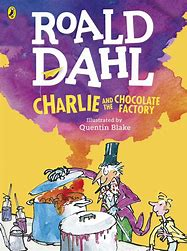 ROALD
DAHL
CHARLIE AND THE CHOCOLATE FACTORY
Illustrated by
Quentin Blake